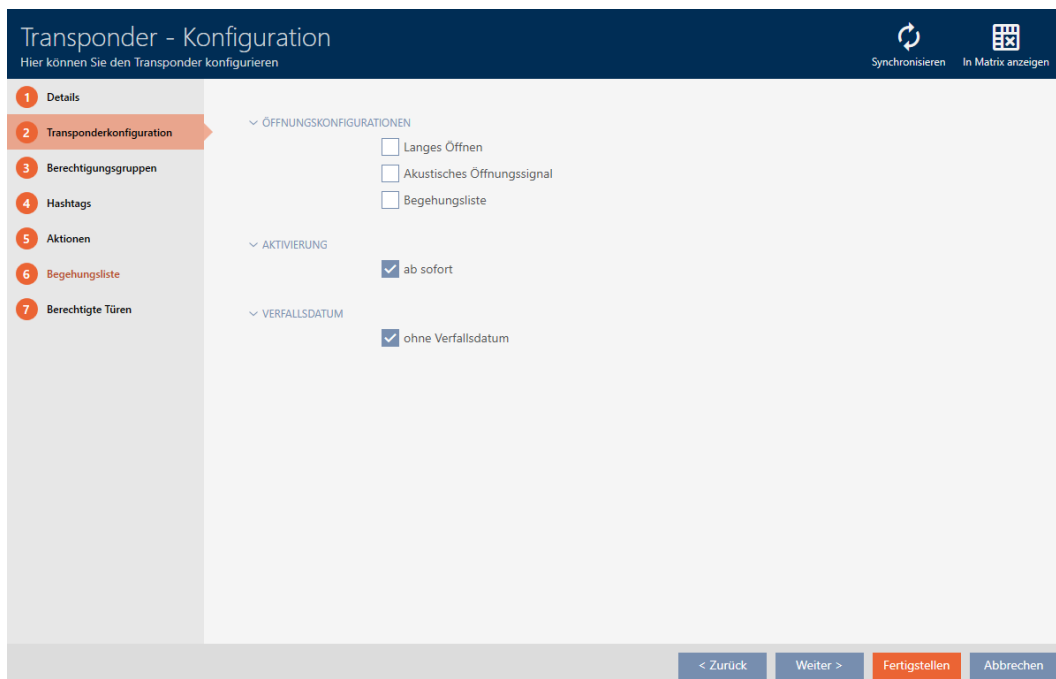 Transponder - Konfiguration
Hier können Sie den Transponder konfigurieren
Synchronisieren
In Matrix anzeigen
1 Details
2 Transponderkonfiguration
3 Berechtigungsgruppen
4 Hashtags
5 Aktionen
6 Begehungsliste
7 Berechtigte Türen
ÖFFNUNGSKONFIGURATIONEN
Langes Öffnen
Akustisches Öffnungssignal
Begehungsliste
AKTIVIERUNG
ab sofort
VERFALLSDATUM
ohne Verfallsdatum
< Zurück
Weiter >
Fertigstellen
Abbrechen